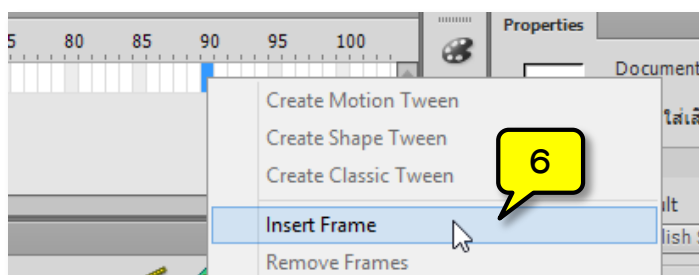 5 80 85 90 95 100
Properties
Document
Create Motion Tween
Create Shape Tween
Create Classic Tween
6
Insert Frame
Remove Frames